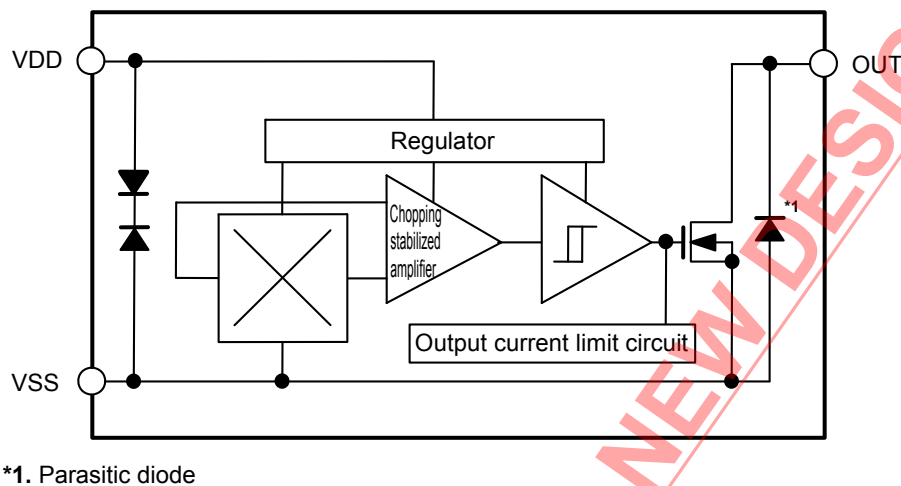 VDD
OUT
Regulator
Chopping
stabilized
amplifier
*1
Output current limit circuit
VSS
NEW DESIG
*1. Parasitic diode